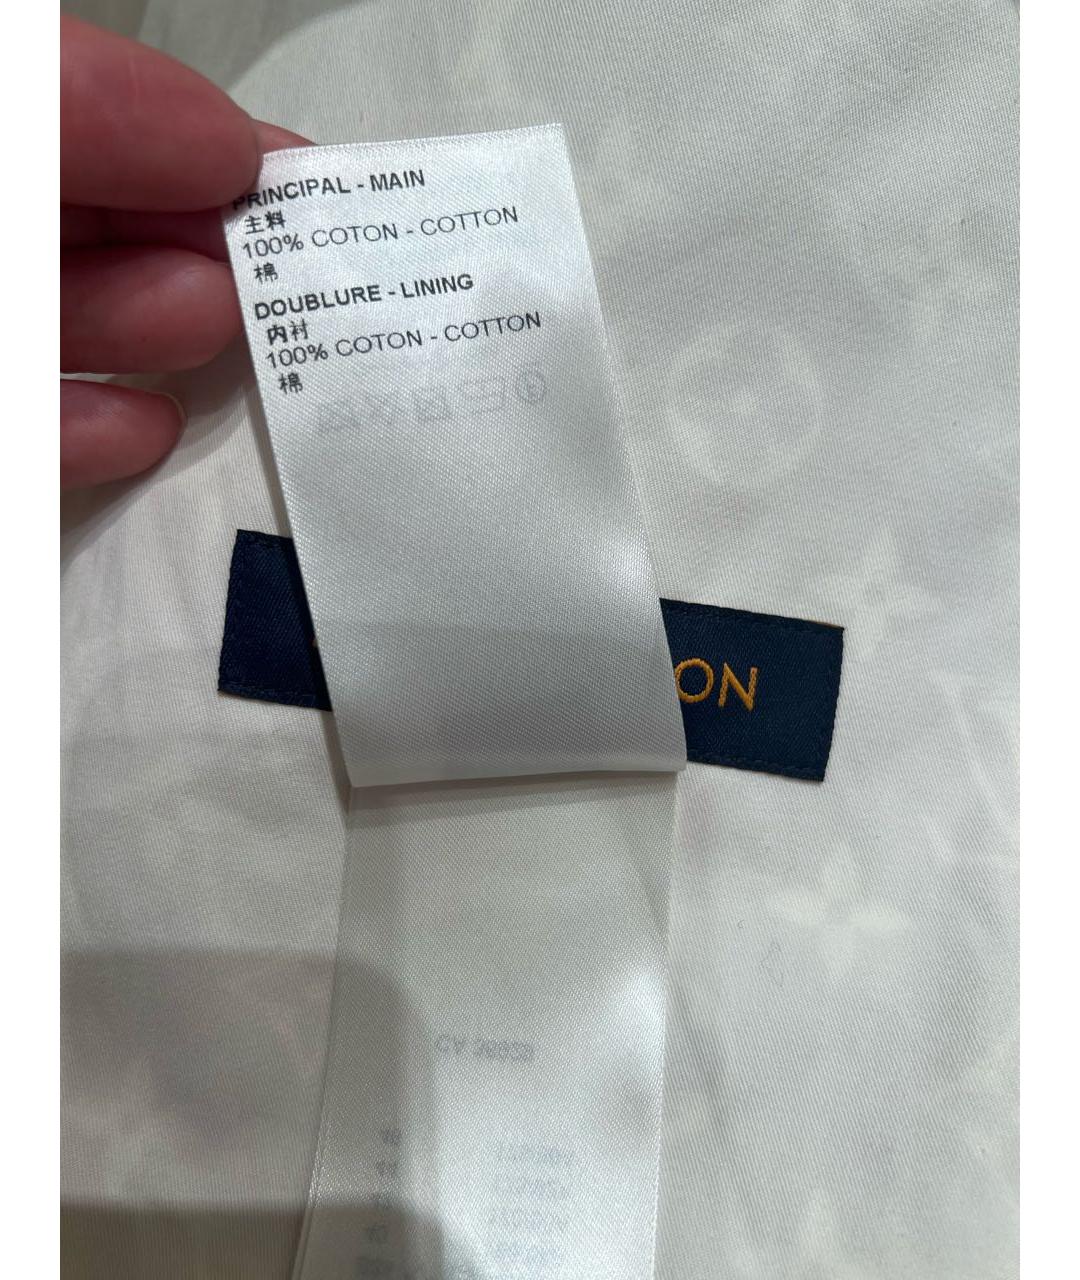 PRINCIPAL - MAIN
主料
100% COTON - COTTON
棉
DOUBLURE - LINING
内衬
100% COTON - COTTON
棉
ON